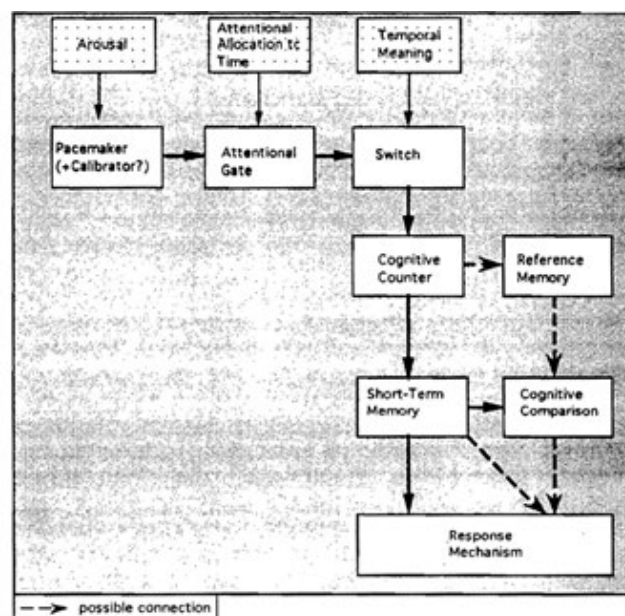 Arousal
Attentional
Allocation to
Time
Temporal
Meaning
Pacemaker
(+Calibrator?)
Attentional
Gate
Switch
Cognitive
Counter
Reference
Memory
Short-Term
Memory
Cognitive
Comparison
Response
Mechanism
possible connection